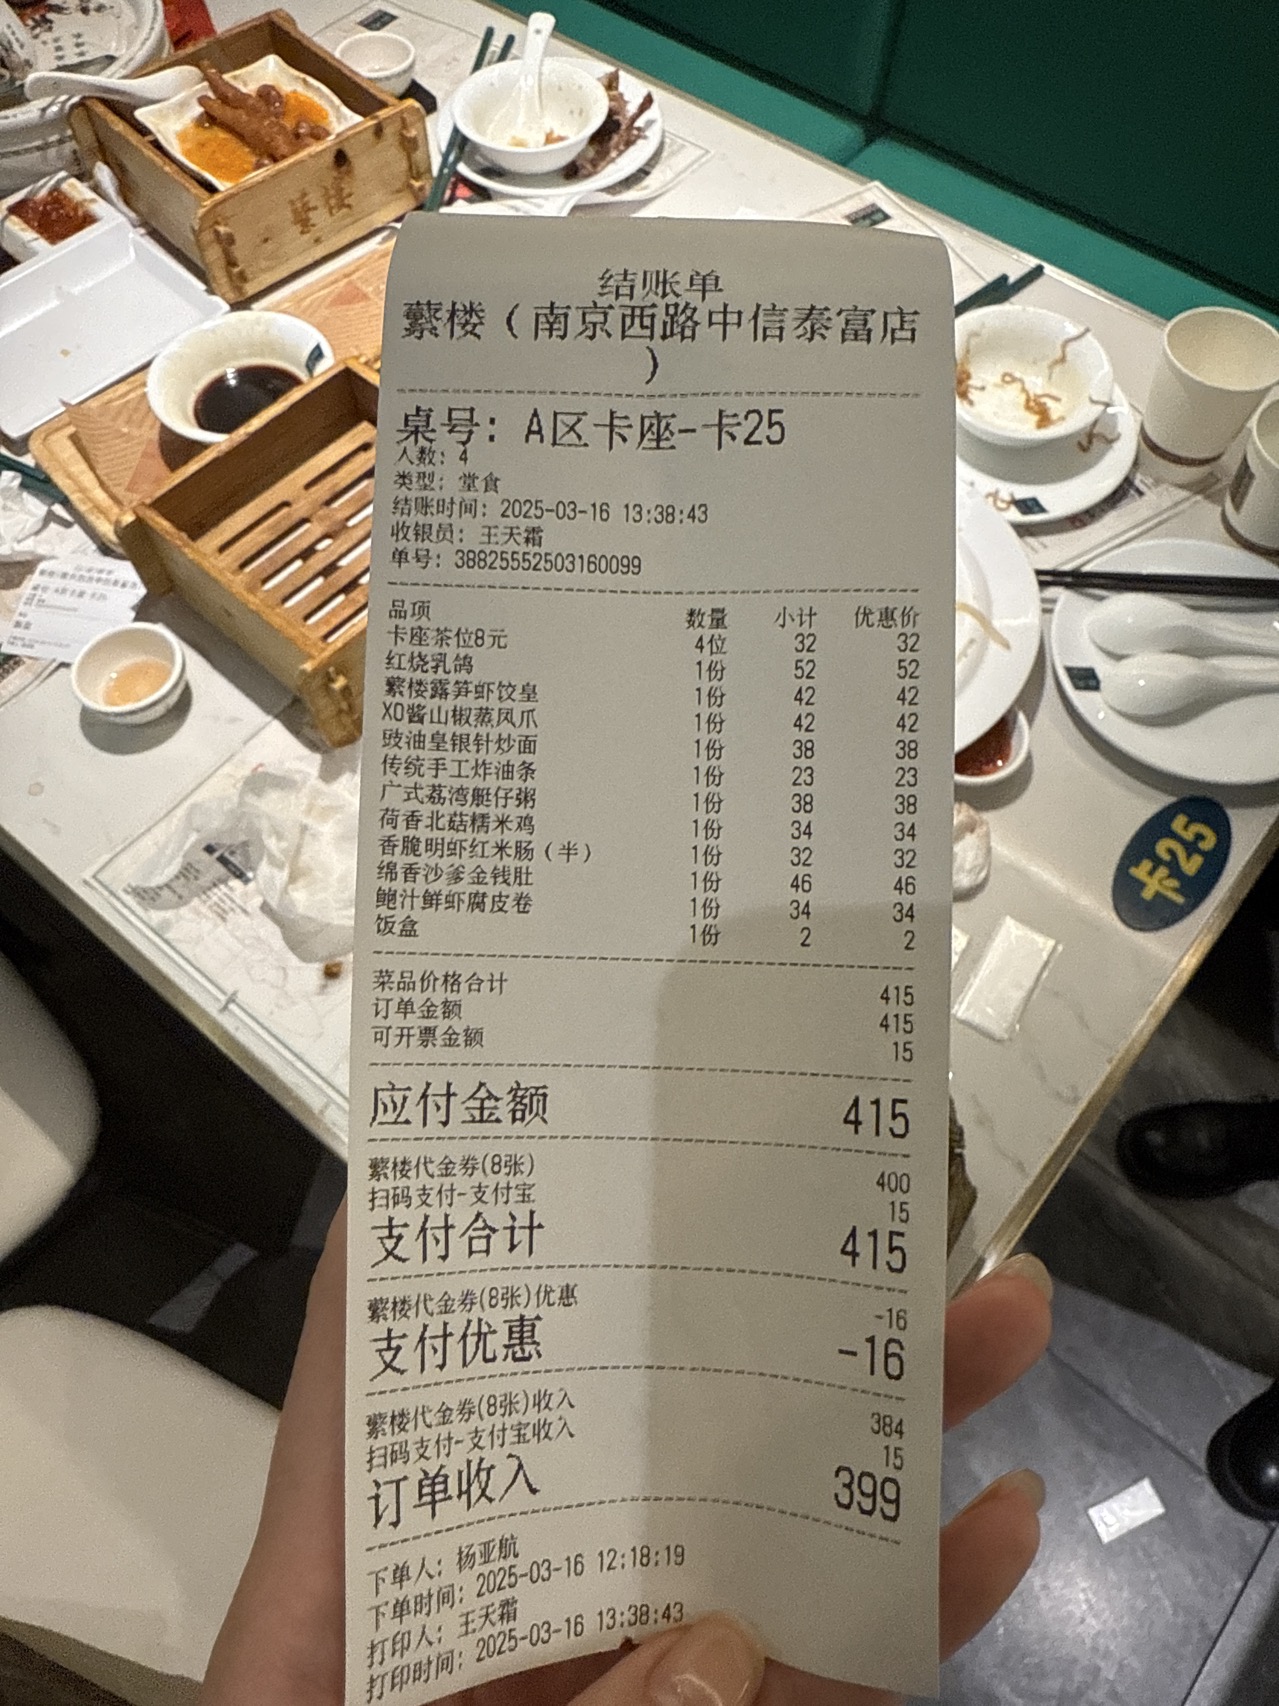 结账单
蘩楼（南京西路中信泰富店
）
桌号：A区卡座-卡25
人数：4
类型：堂食
结账时间：2025-03-16 13:38:43
收银员：王天霜
单号：38825555250316​0099
品项 数量 小计 优惠价
卡座茶位8元 4位 32 32
红烧乳鸽 1份 52 52
蘩楼露笋虾饺皇 1份 42 42
XO酱山椒蒸凤爪 1份 42 42
豉油皇银针炒面 1份 38 38
传统手工炸油条 1份 23 23
广式荔湾艇仔粥 1份 38 38
荷香北菇糯米鸡 1份 34 34
香脆明虾红米肠（半） 1份 32 32
绵香沙爹金钱肚 1份 46 46
鲍汁鲜虾腐皮卷 1份 34 34
饭盒 1份 2 2
菜品价格合计 415
订单金额 415
可开票金额 15
应付金额 415
蘩楼代金券(8张) 400
扫码支付-支付宝 15
支付合计 415
蘩楼代金券(8张)优惠 -16
支付优惠 -16
蘩楼代金券(8张)收入 384
扫码支付-支付宝收入 15
订单收入 399
下单人：杨亚航
下单时间：2025-03-16 12:18:19
打印人：王天霜
打印时间：2025-03-16 13:38:43
卡25